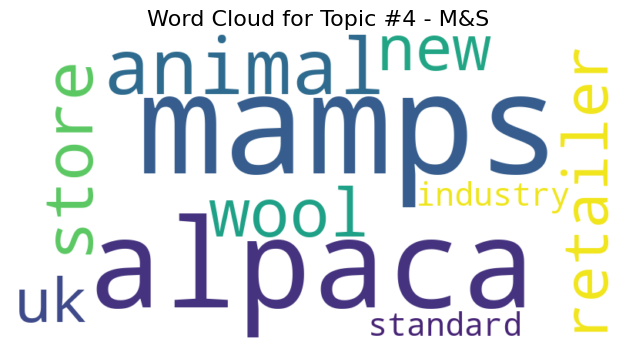 Word Cloud for Topic #4 - M&S
animal
new
store
mamps
retailer
industry
wool
alpaca
uk
standard